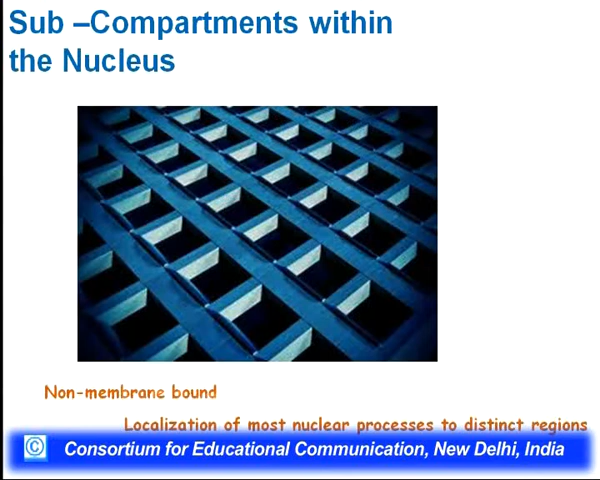 Sub –Compartments within
the Nucleus
Non-membrane bound
Localization of most nuclear processes to distinct regions
© Consortium for Educational Communication, New Delhi, India